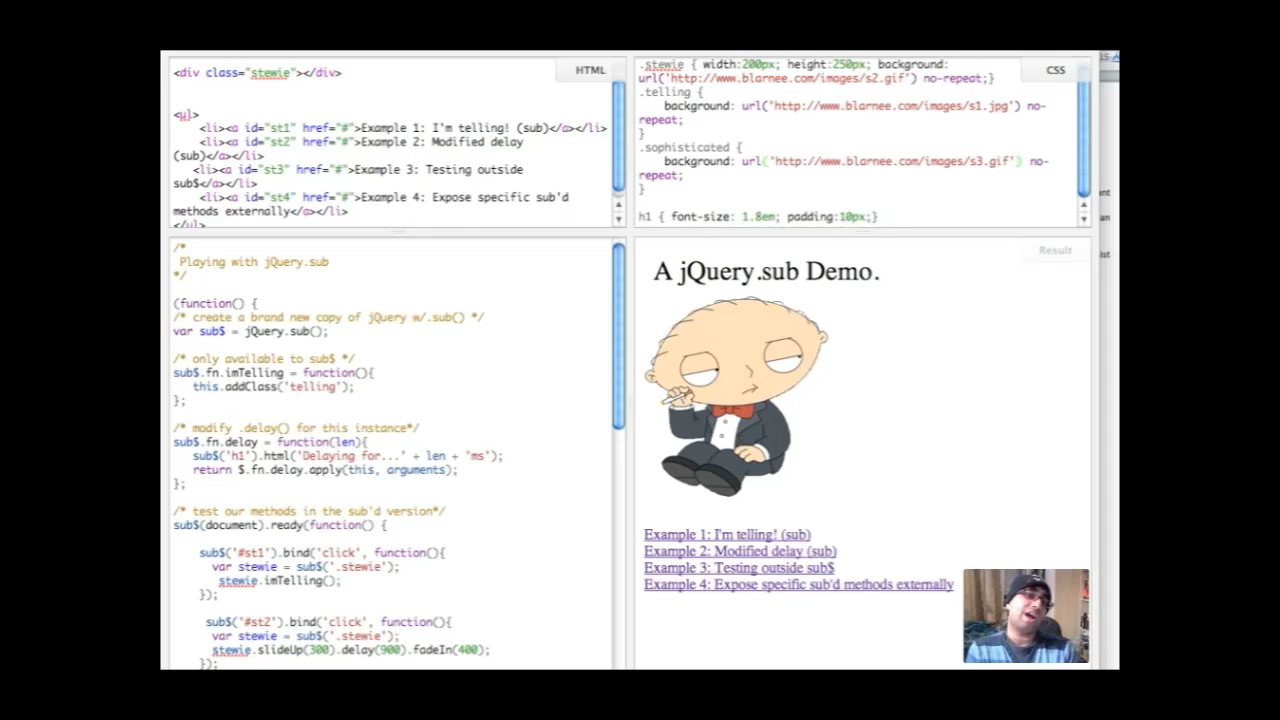 <div class="stewie"></div>
HTML
<ul>
<li><a id="st1" href="#">Example 1: I'm telling! (sub)</a></li>
<li><a id="st2" href="#">Example 2: Modified delay
(sub)</a></li>
<li><a id="st3" href="#">Example 3: Testing outside
sub$</a></li>
<li><a id="st4" href="#">Example 4: Expose specific sub'd
methods externally</a></li>
</ul>
.stewie { width:200px; height:250px; background:
url('http://www.blarnee.com/images/s2.gif') no-repeat;}
CSS
.telling {
background: url('http://www.blarnee.com/images/s1.jpg') no-
repeat;
}
.sophisticated {
background: url('http://www.blarnee.com/images/s3.gif') no-
repeat;
}
h1 { font-size: 1.8em; padding:10px;}
/*
Playing with jQuery.sub
*/
(function() {
/* create a brand new copy of jQuery w/.sub() */
var sub$ = jQuery.sub();
/* only available to sub$ */
sub$.fn.imTelling = function(){
this.addClass('telling');
};
/* modify .delay() for this instance*/
sub$.fn.delay = function(len){
sub$('h1').html('Delaying for...' + len + 'ms');
return $.fn.delay.apply(this, arguments);
};
/* test our methods in the sub'd version*/
sub$(document).ready(function() {
sub$('#st1').bind('click', function(){
var stewie = sub$('.stewie');
stewie.imTelling();
});
sub$('#st2').bind('click', function(){
var stewie = sub$('.stewie');
stewie.slideUp(300).delay(900).fadeIn(400);
});
Result
A jQuery.sub Demo.
Example 1: I'm telling! (sub)
Example 2: Modified delay (sub)
Example 3: Testing outside sub$
Example 4: Expose specific sub'd methods externally